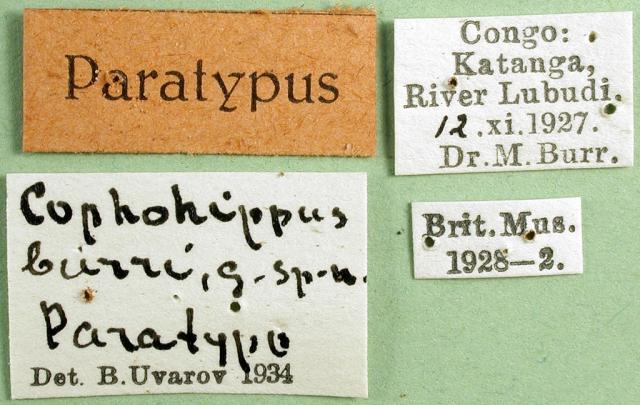 Paratypus
Congo:
Katanga,
River Lubudi.
12.xi.1927.
Dr. M. Burr.
Cophohippus
burri, g. sp. n.
Paratype
Det. B. Uvarov 1934
Brit. Mus.
1928—2.